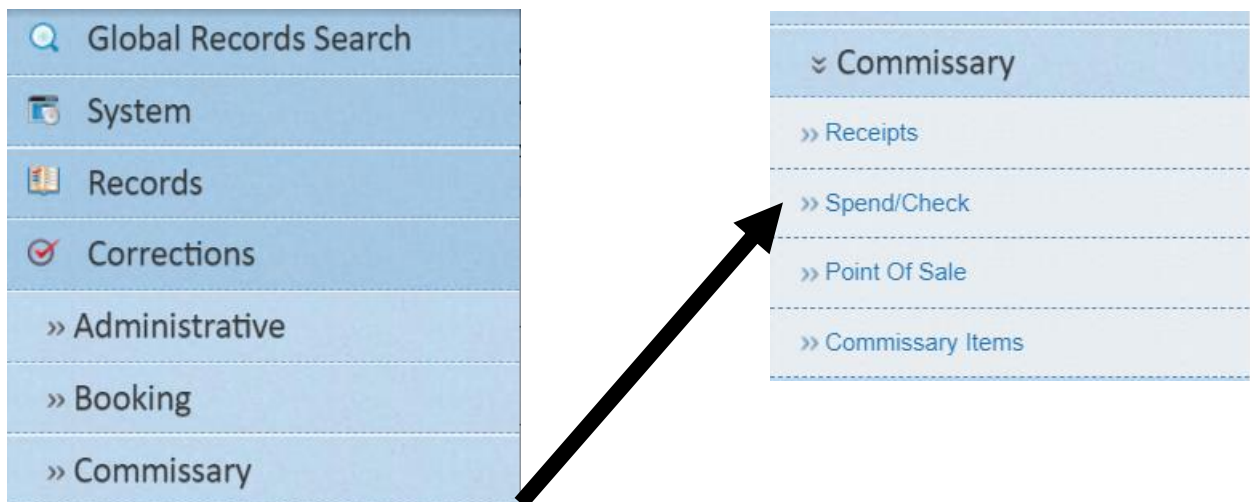 Global Records Search
System
Records
Corrections
» Administrative
» Booking
» Commissary
Commissary
» Receipts
» Spend/Check
» Point Of Sale
» Commissary Items